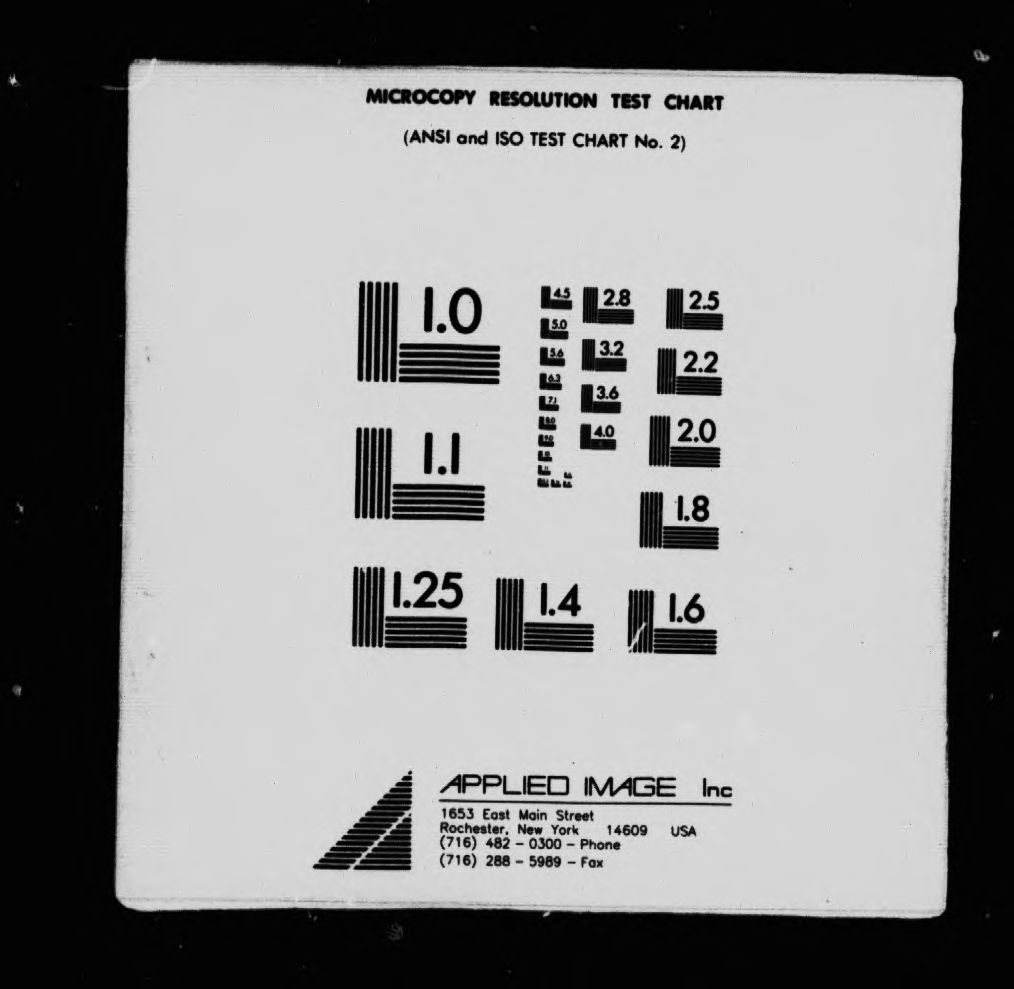 MICROCOPY RESOLUTION TEST CHART
(ANSI and ISO TEST CHART No. 2)
1.0
1.1
1.25
1.4
1.6
1.8
2.0
2.2
2.5
2.8
3.2
3.6
4.0
4.5
5.0
5.6
6.3
7.1
8.0
9.0
APPLIED IMAGE Inc
1653 East Main Street
Rochester, New York 14609 USA
(716) 482 - 0300 - Phone
(716) 288 - 5989 - Fax